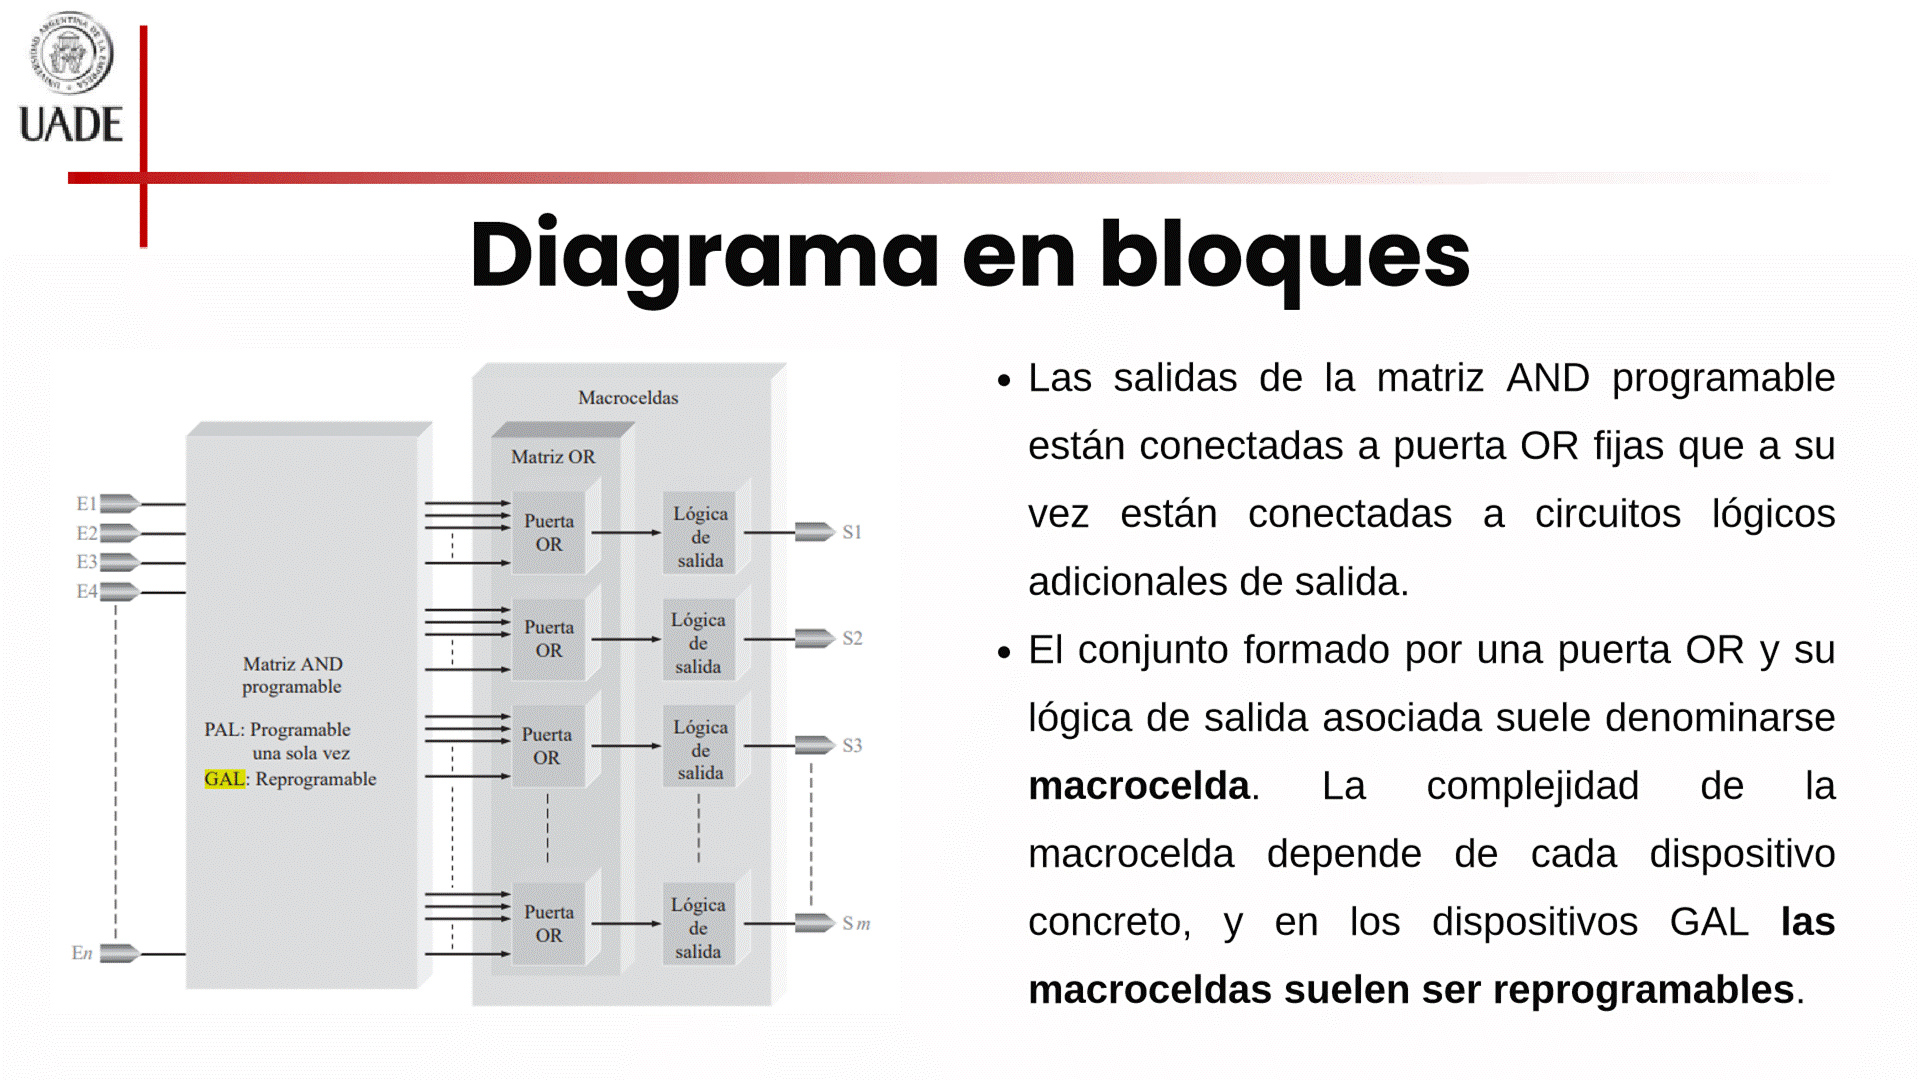 UADE
Diagrama en bloques
Macroceldas
Matriz OR
E1
E2
E3
E4
En
Matriz AND
programable
PAL: Programable
una sola vez
GAL: Reprogramable
Puerta
OR
Lógica
de
salida
S1
Puerta
OR
Lógica
de
salida
S2
Puerta
OR
Lógica
de
salida
S3
Puerta
OR
Lógica
de
salida
Sm
• Las salidas de la matriz AND programable
están conectadas a puerta OR fijas que a su
vez están conectadas a circuitos lógicos
adicionales de salida.
• El conjunto formado por una puerta OR y su
lógica de salida asociada suele denominarse
macrocelda. La complejidad de la
macrocelda depende de cada dispositivo
concreto, y en los dispositivos GAL las
macroceldas suelen ser reprogramables.